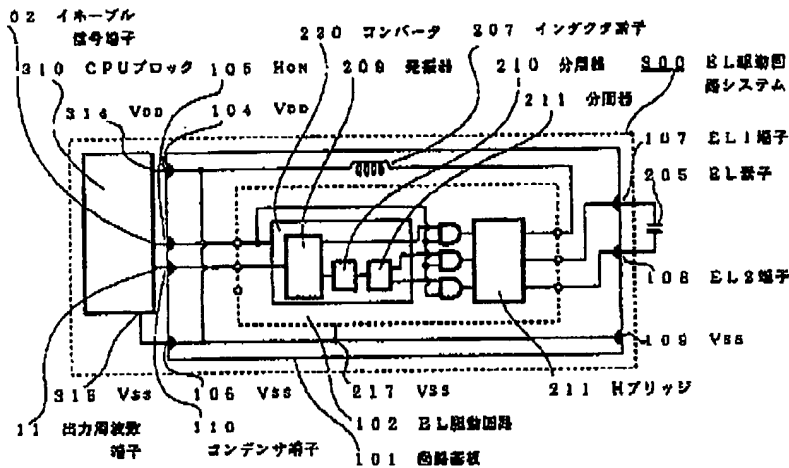 02 イネーブル
信号端子
310 CPUブロック
314 VDD
105 HON
104 VDD
230 コンバータ
209 発振器
207 インダクタ素子
210 分周器
211 分周器
300 EL駆動回
路システム
107 EL1端子
205 EL素子
108 EL2端子
109 VSS
211 Hブリッジ
217 VSS
102 EL駆動回路
101 回路基板
106 VSS
110
コンデンサ端子
315 VSS
11 出力周波数
端子